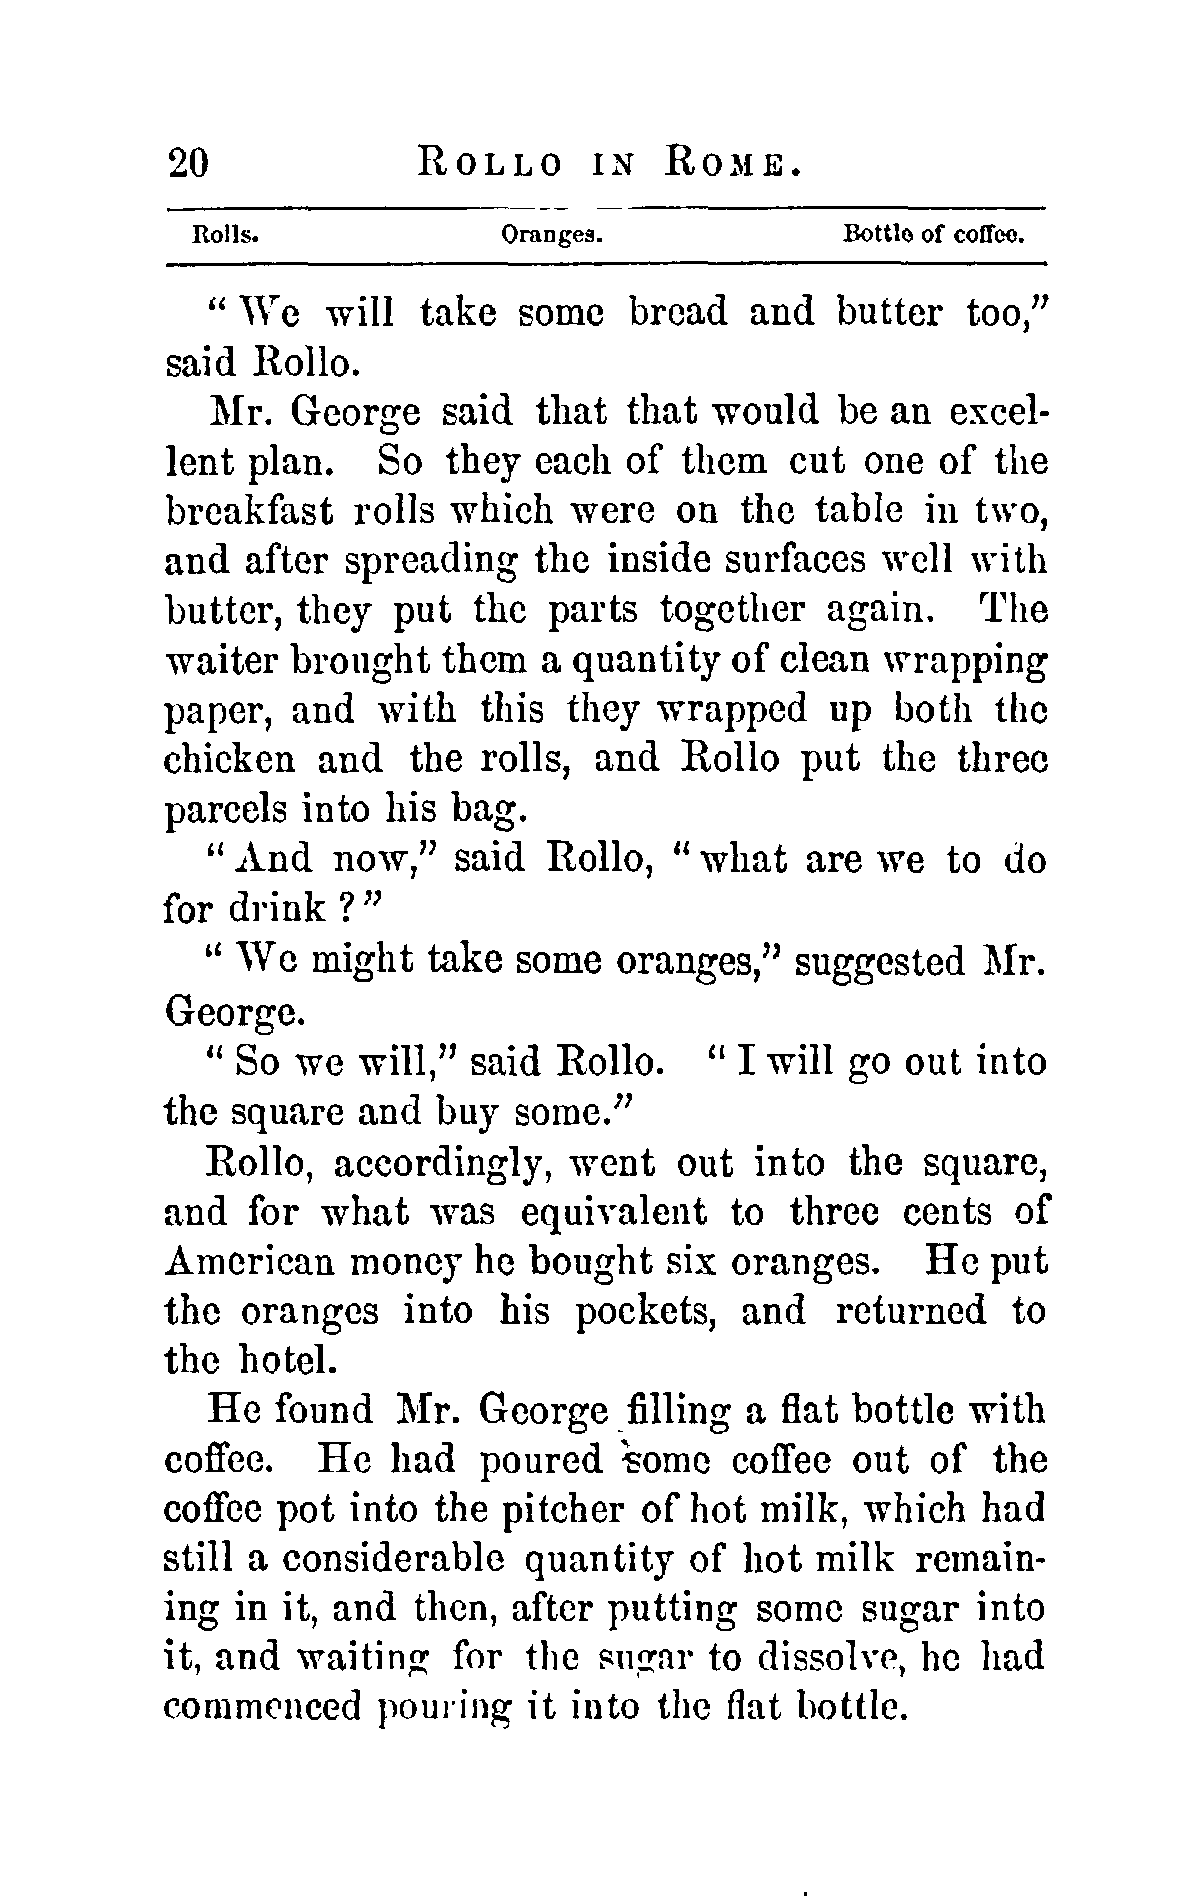 20 ROLLO IN ROME.
Rolls. Oranges. Bottle of coffee.
"We will take some bread and butter too,"
said Rollo.
Mr. George said that that would be an excel-
lent plan. So they each of them cut one of the
breakfast rolls which were on the table in two,
and after spreading the inside surfaces well with
butter, they put the parts together again. The
waiter brought them a quantity of clean wrapping
paper, and with this they wrapped up both the
chicken and the rolls, and Rollo put the three
parcels into his bag.
"And now," said Rollo, "what are we to do
for drink?"
"We might take some oranges," suggested Mr.
George.
"So we will," said Rollo. "I will go out into
the square and buy some."
Rollo, accordingly, went out into the square,
and for what was equivalent to three cents of
American money he bought six oranges. He put
the oranges into his pockets, and returned to
the hotel.
He found Mr. George filling a flat bottle with
coffee. He had poured some coffee out of the
coffee pot into the pitcher of hot milk, which had
still a considerable quantity of hot milk remain-
ing in it, and then, after putting some sugar into
it, and waiting for the sugar to dissolve, he had
commenced pouring it into the flat bottle.